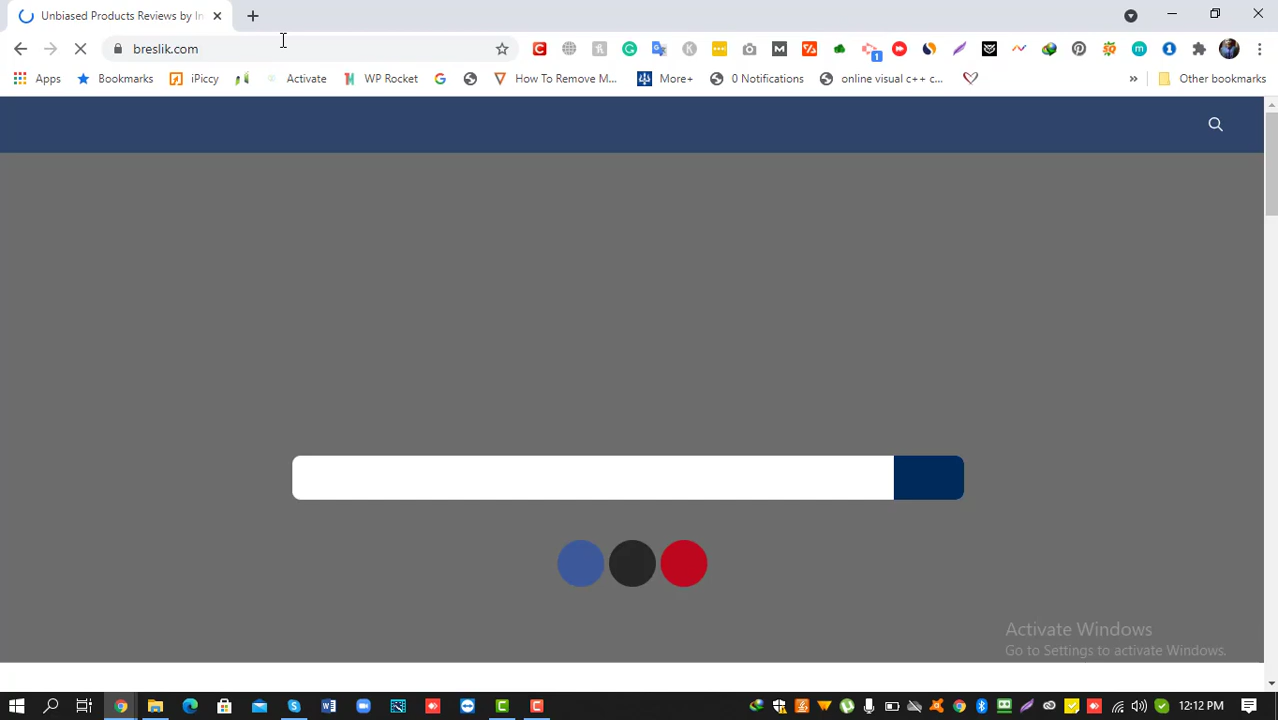 Unbiased Products Reviews by In
breslik.com
1
Apps
Bookmarks
iPiccy
Activate
WP Rocket
How To Remove M...
More+
0 Notifications
online visual c++ c...
»
Other bookmarks
Activate Windows
Go to Settings to activate Windows.
12:12 PM